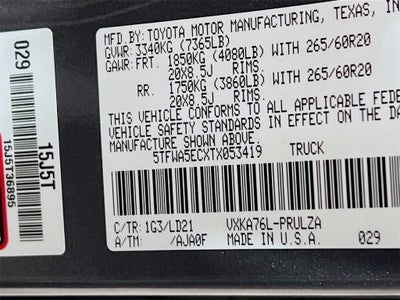 MFD.BY:TOYOTA MOTOR MANUFACTURING, TEXAS, IN
GVWR: 3340KG (7365LB)
GAWR: FRT. 1850KG (4080LB) WITH 265/60R20
20X8.5J RIMS.
RR. 1750KG (3860LB) WITH 265/60R20
20X8.5J RIMS.
THIS VEHICLE CONFORMS TO ALL APPLICABLE FEDE
VEHICLE SAFETY STANDARDS IN EFFECT ON THE DA
MANUFACTURE SHOWN ABOVE.
5TFWA5ECXTX053419 TRUCK
C/TR: 1G3/LD21 VXKA76L-PRULZA
A/TM: /AJA0F MADE IN U.S.A. 029
029
15J5T
15J5T36895